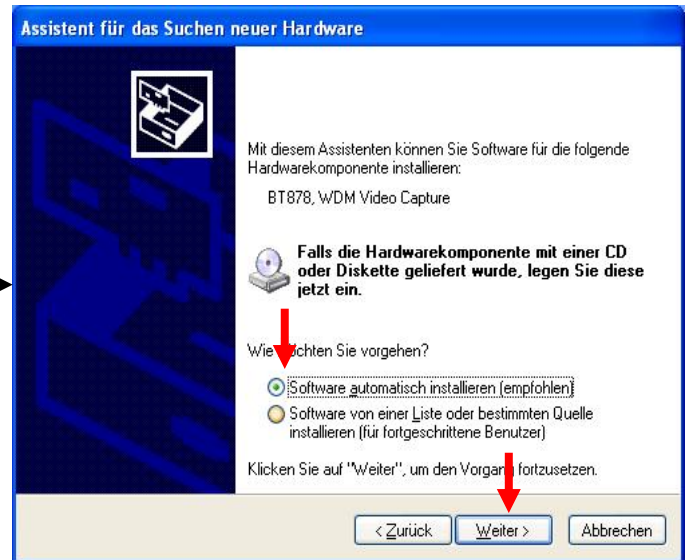 Assistent für das Suchen neuer Hardware
Mit diesem Assistenten können Sie Software für die folgende
Hardwarekomponente installieren:
BT878, WDM Video Capture
Falls die Hardwarekomponente mit einer CD
oder Diskette geliefert wurde, legen Sie diese
jetzt ein.
Wie möchten Sie vorgehen?
Software automatisch installieren (empfohlen)
Software von einer Liste oder bestimmten Quelle
installieren (für fortgeschrittene Benutzer)
Klicken Sie auf "Weiter", um den Vorgang fortzusetzen.
< Zurück Weiter > Abbrechen